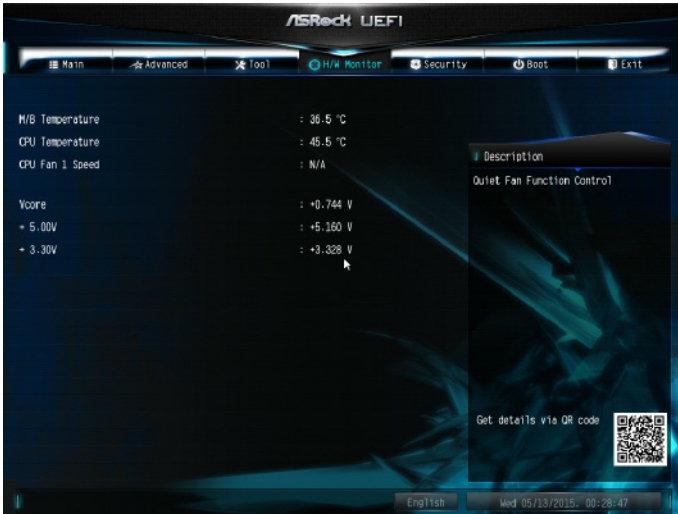 ASRock UEFI
Main Advanced Tool H/W Monitor Security Boot Exit
M/B Temperature : 36.5 °C
CPU Temperature : 45.5 °C
CPU Fan 1 Speed : N/A
Vcore : +0.744 V
+ 5.00V : +5.160 V
+ 3.30V : +3.328 V
Description
Quiet Fan Function Control
Get details via QR code
English Wed 05/13/2015. 00:28:47